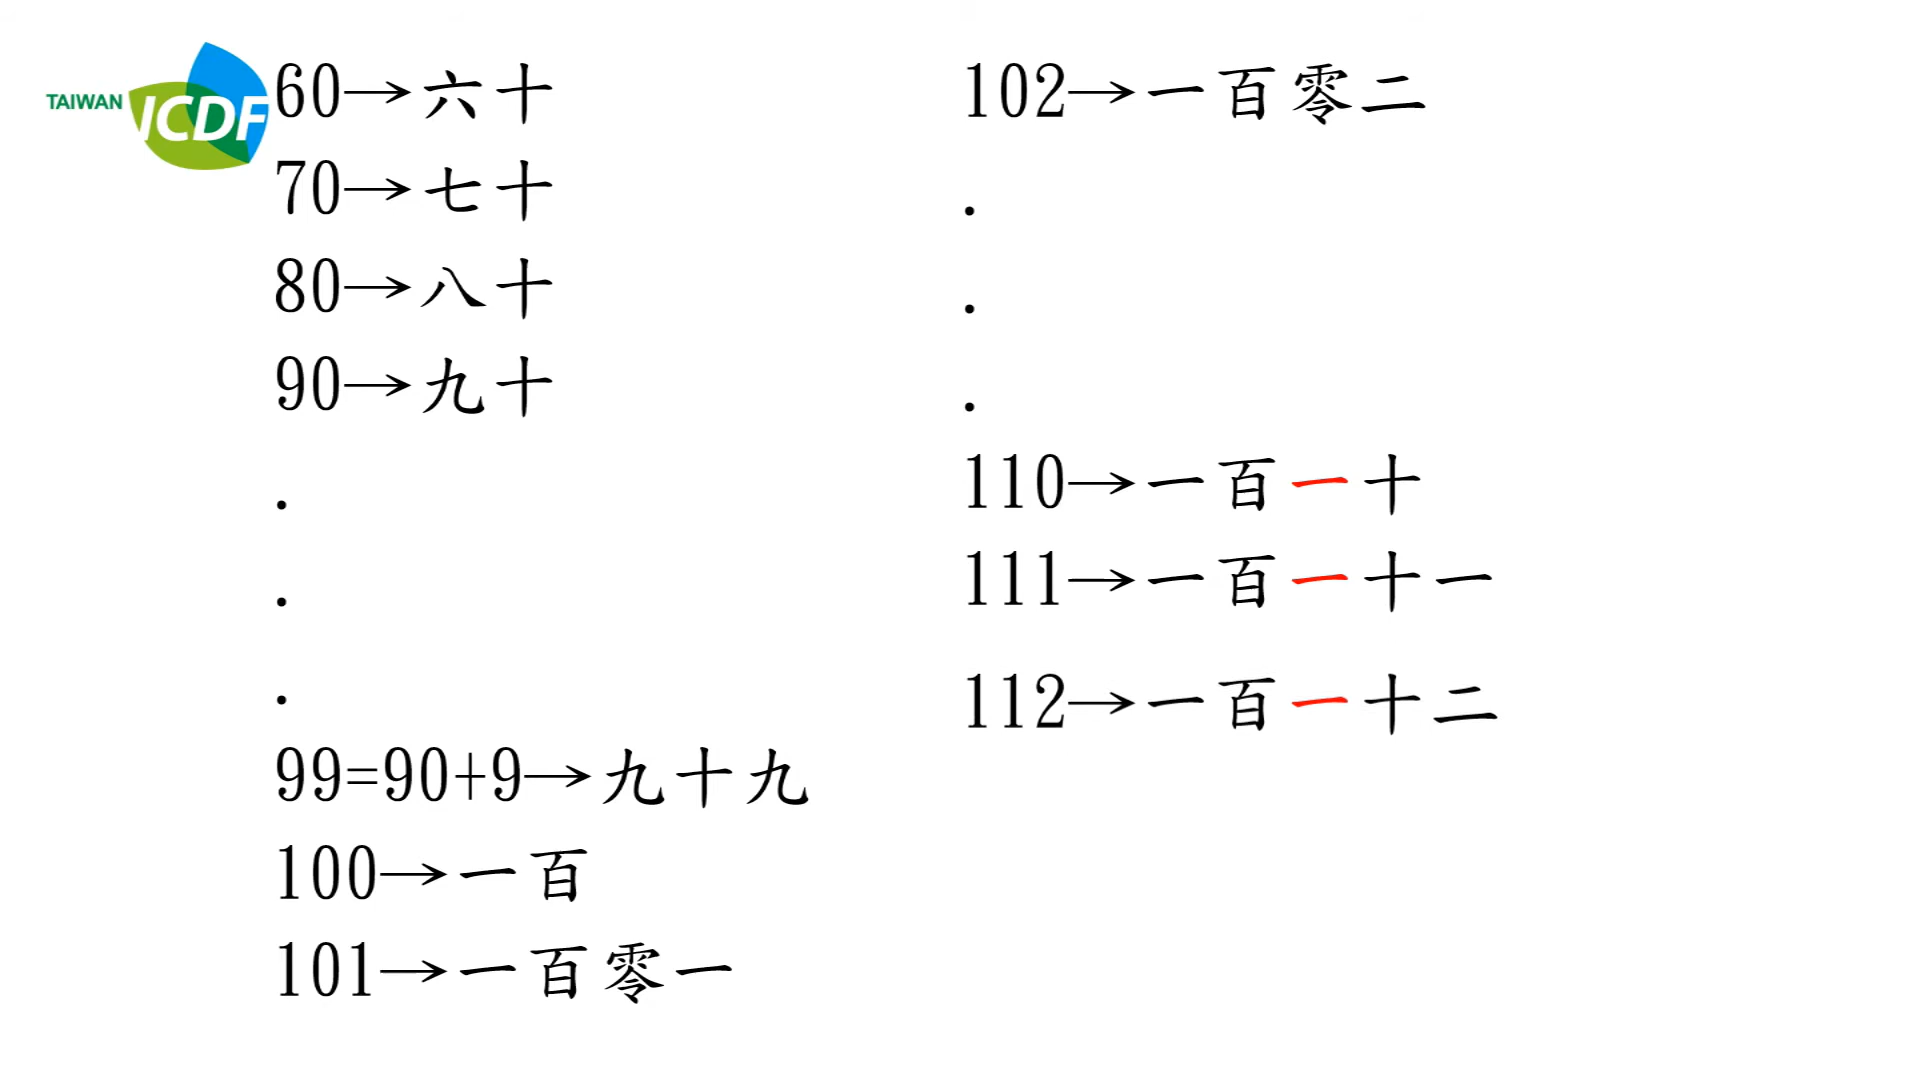 TAIWAN ICDF
60→六十
70→七十
80→八十
90→九十
.
.
.
99=90+9→九十九
100→一百
101→一百零一
102→一百零二
.
.
.
110→一百一十
111→一百一十一
112→一百一十二